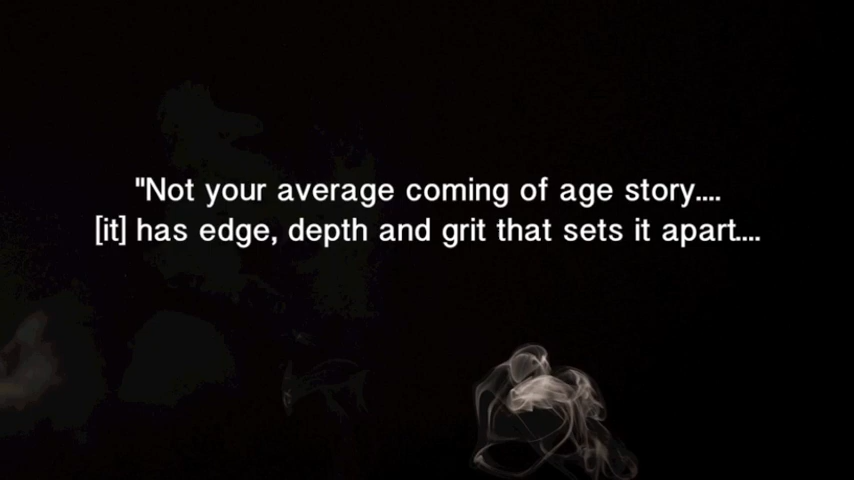 "Not your average coming of age story....
[it] has edge, depth and grit that sets it apart....